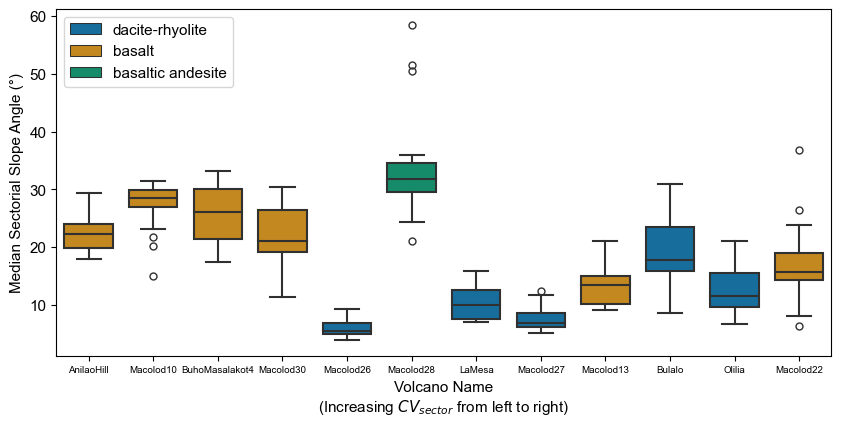 60
50
40
30
20
10
Median Sectorial Slope Angle (°)
dacite-rhyolite
basalt
basaltic andesite
AnilaoHill Macolod10 BuhoMasalakot4 Macolod30 Macolod26 Macolod28 LaMesa Macolod27 Macolod13 Bulalo Olilia Macolod22
Volcano Name
(Increasing CVsector from left to right)